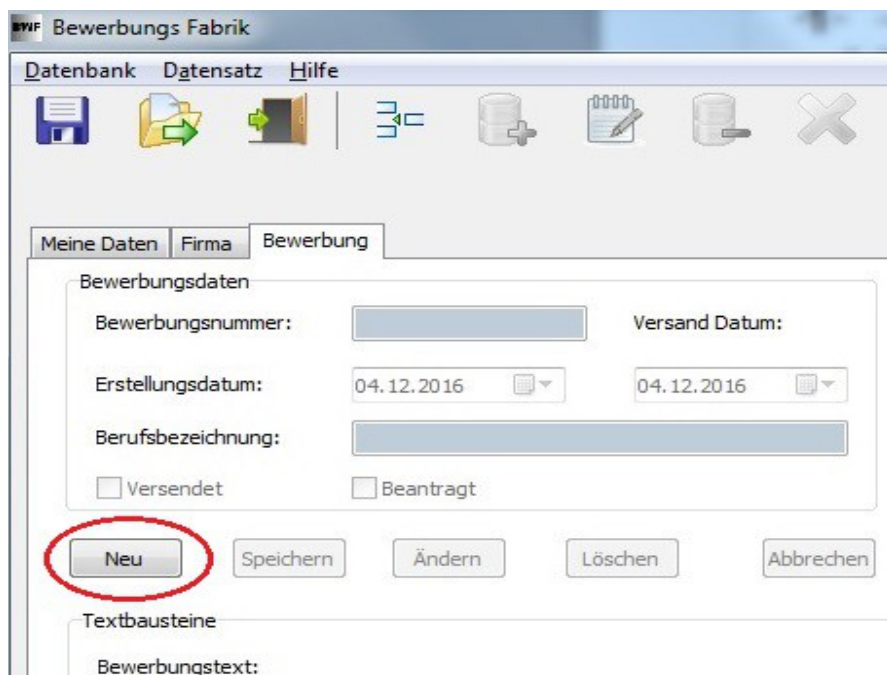 BWF Bewerbungs Fabrik
Datenbank Datensatz Hilfe
Meine Daten Firma Bewerbung
Bewerbungsdaten
Bewerbungsnummer: Versand Datum:
Erstellungsdatum: 04.12.2016 04.12.2016
Berufsbezeichnung:
Versendet Beantragt
Neu Speichern Ändern Löschen Abbrechen
Textbausteine
Bewerbungstext: